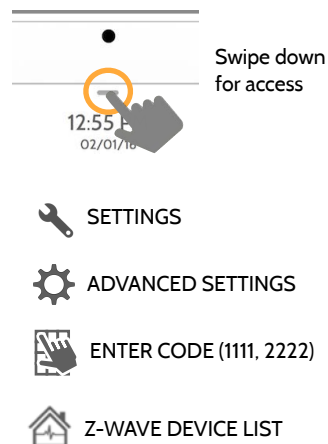 Swipe down
for access
12:55 P
02/01/18
SETTINGS
ADVANCED SETTINGS
ENTER CODE (1111, 2222)
Z-WAVE DEVICE LIST